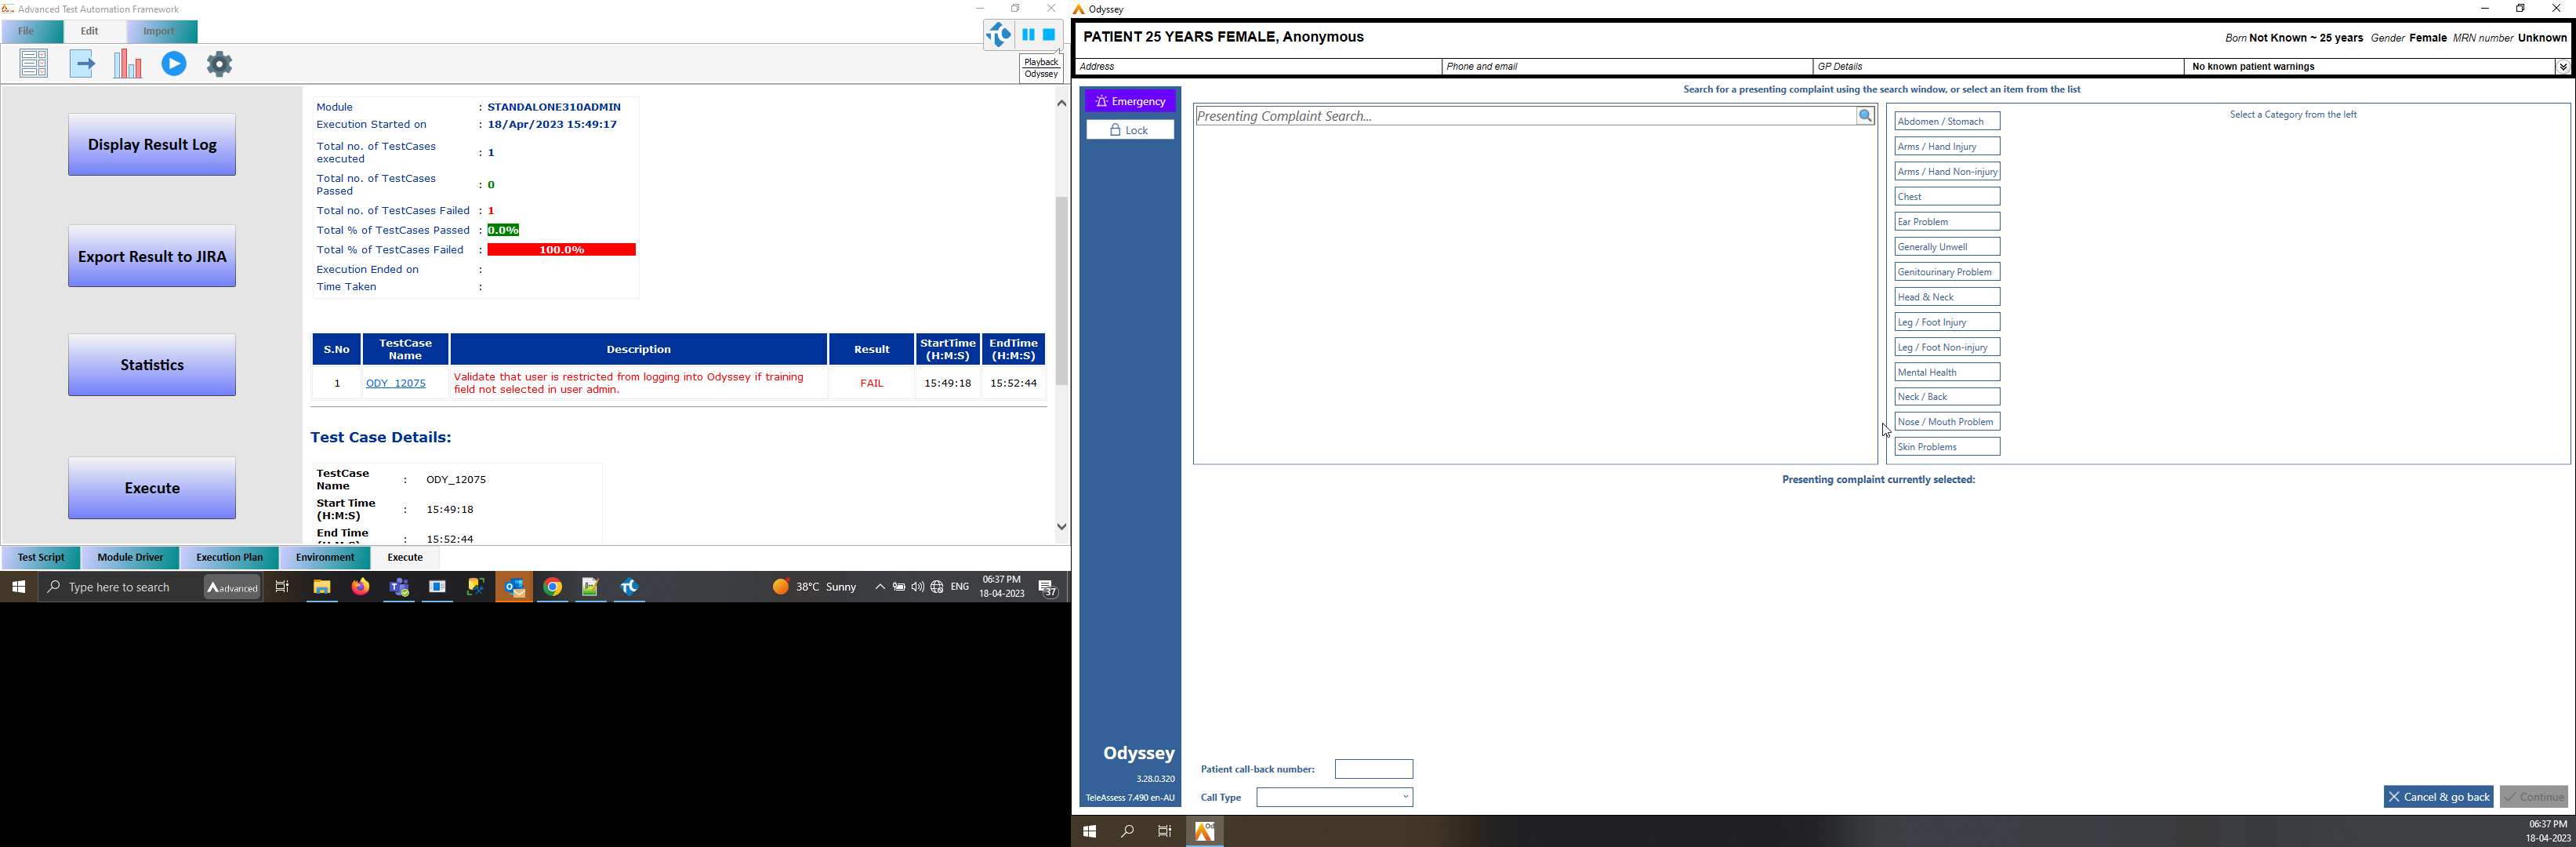 Advanced Test Automation Framework
File
Edit
Import
Playback
Odyssey
Display Result Log
Export Result to JIRA
Statistics
Execute
Module : STANDALONE310ADMIN
Execution Started on : 18/Apr/2023 15:49:17
Total no. of TestCases
executed : 1
Total no. of TestCases
Passed : 0
Total no. of TestCases Failed : 1
Total % of TestCases Passed : 0.0%
Total % of TestCases Failed : 100.0%
Execution Ended on :
Time Taken :
S.No TestCase Name Description Result StartTime (H:M:S) EndTime (H:M:S)
1 ODY_12075 Validate that user is restricted from logging into Odyssey if training
field not selected in user admin. FAIL 15:49:18 15:52:44
Test Case Details:
TestCase
Name : ODY_12075
Start Time
(H:M:S) : 15:49:18
End Time : 15:52:44
Test Script
Module Driver
Execution Plan
Environment
Execute
Type here to search
advanced
38°C Sunny
ENG
06:37 PM
18-04-2023
37
Odyssey
PATIENT 25 YEARS FEMALE, Anonymous
Born Not Known ~ 25 years Gender Female MRN number Unknown
Address
Phone and email
GP Details
No known patient warnings
Emergency
Lock
Search for a presenting complaint using the search window, or select an item from the list
Presenting Complaint Search...
Abdomen / Stomach
Arms / Hand Injury
Arms / Hand Non-injury
Chest
Ear Problem
Generally Unwell
Genitourinary Problem
Head & Neck
Leg / Foot Injury
Leg / Foot Non-injury
Mental Health
Neck / Back
Nose / Mouth Problem
Skin Problems
Select a Category from the left
Presenting complaint currently selected:
Odyssey
3.28.0.320
TeleAssess 7.490 en-AU
Patient call-back number:
Call Type
Cancel & go back
Continue
06:37 PM
18-04-2023